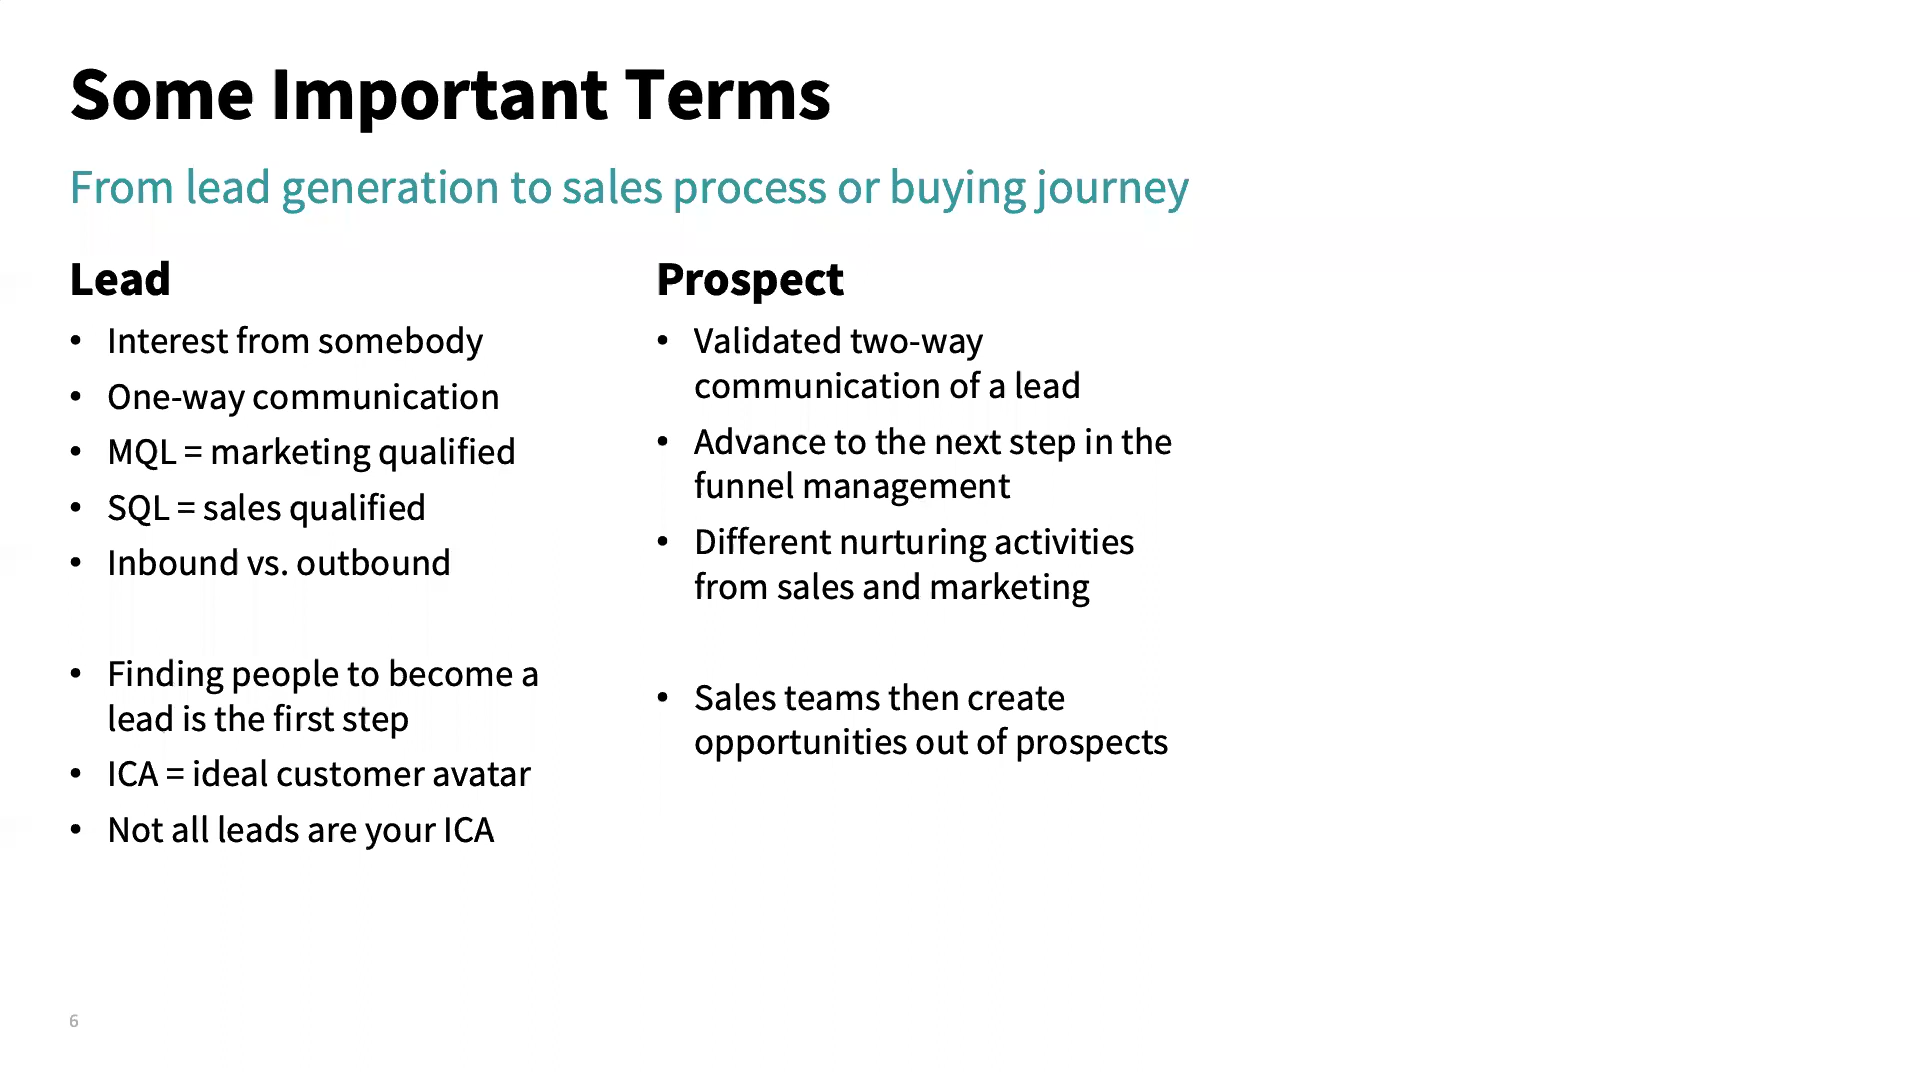 Some Important Terms
From lead generation to sales process or buying journey
Lead
• Interest from somebody
• One-way communication
• MQL = marketing qualified
• SQL = sales qualified
• Inbound vs. outbound
• Finding people to become a
lead is the first step
• ICA = ideal customer avatar
• Not all leads are your ICA
Prospect
• Validated two-way
communication of a lead
• Advance to the next step in the
funnel management
• Different nurturing activities
from sales and marketing
• Sales teams then create
opportunities out of prospects
6